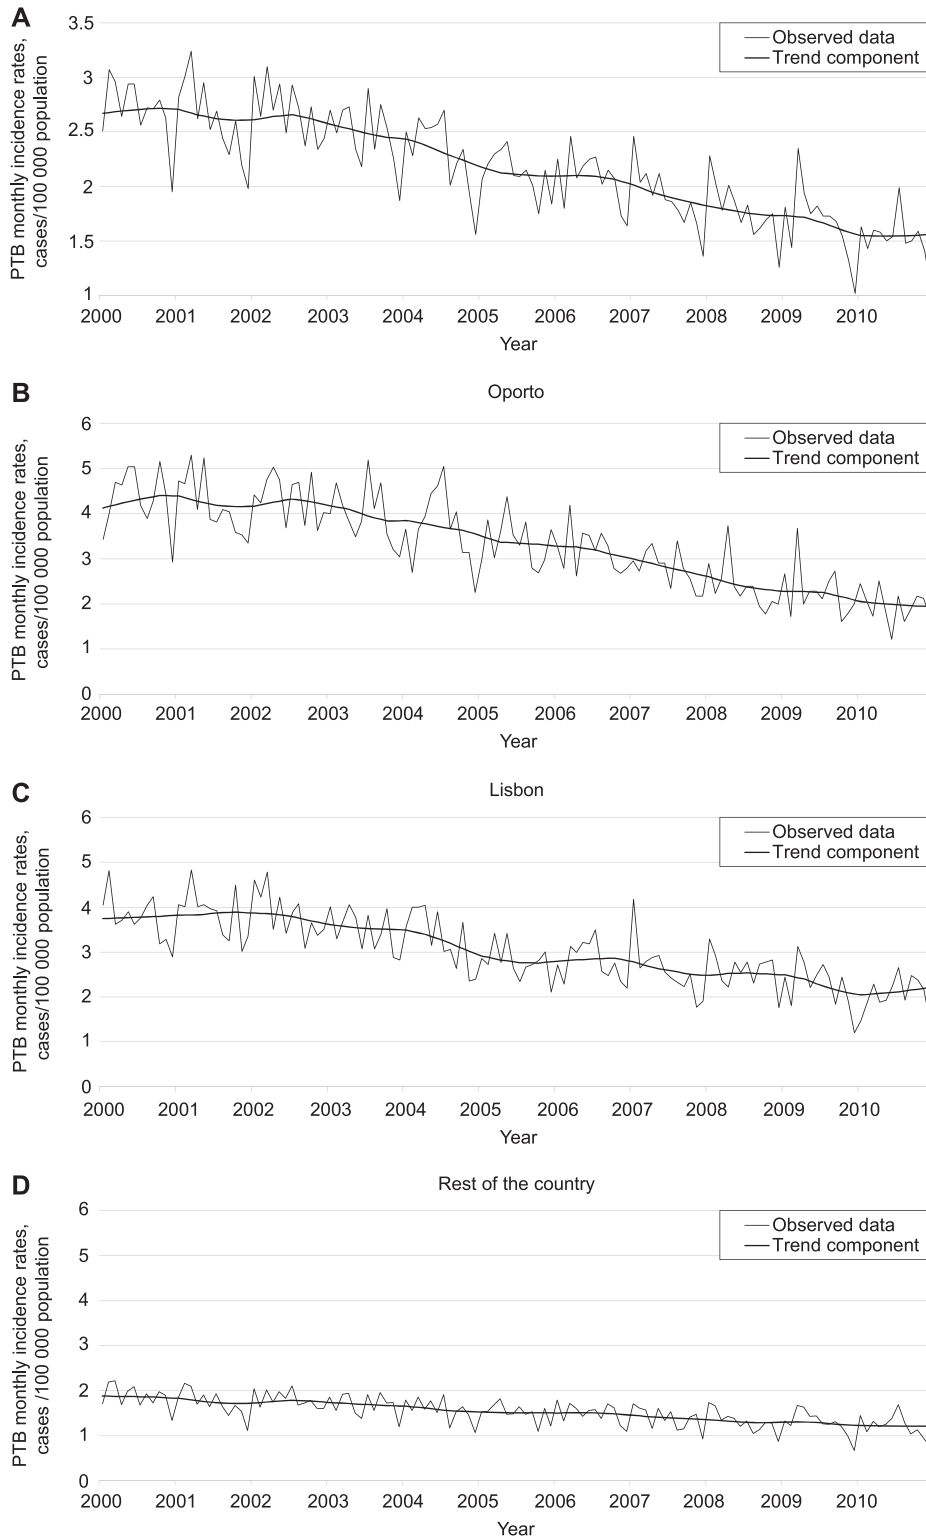 A
PTB monthly incidence rates,
cases/100 000 population
3.5
3
2.5
2
1.5
1
Observed data
Trend component
2000 2001 2002 2003 2004 2005 2006 2007 2008 2009 2010
Year
B
Oporto
PTB monthly incidence rates,
cases/100 000 population
6
5
4
3
2
1
0
Observed data
Trend component
2000 2001 2002 2003 2004 2005 2006 2007 2008 2009 2010
Year
C
Lisbon
PTB monthly incidence rates,
cases/100 000 population
6
5
4
3
2
1
0
Observed data
Trend component
2000 2001 2002 2003 2004 2005 2006 2007 2008 2009 2010
Year
D
Rest of the country
PTB monthly incidence rates,
cases /100 000 population
6
5
4
3
2
1
0
Observed data
Trend component
2000 2001 2002 2003 2004 2005 2006 2007 2008 2009 2010
Year